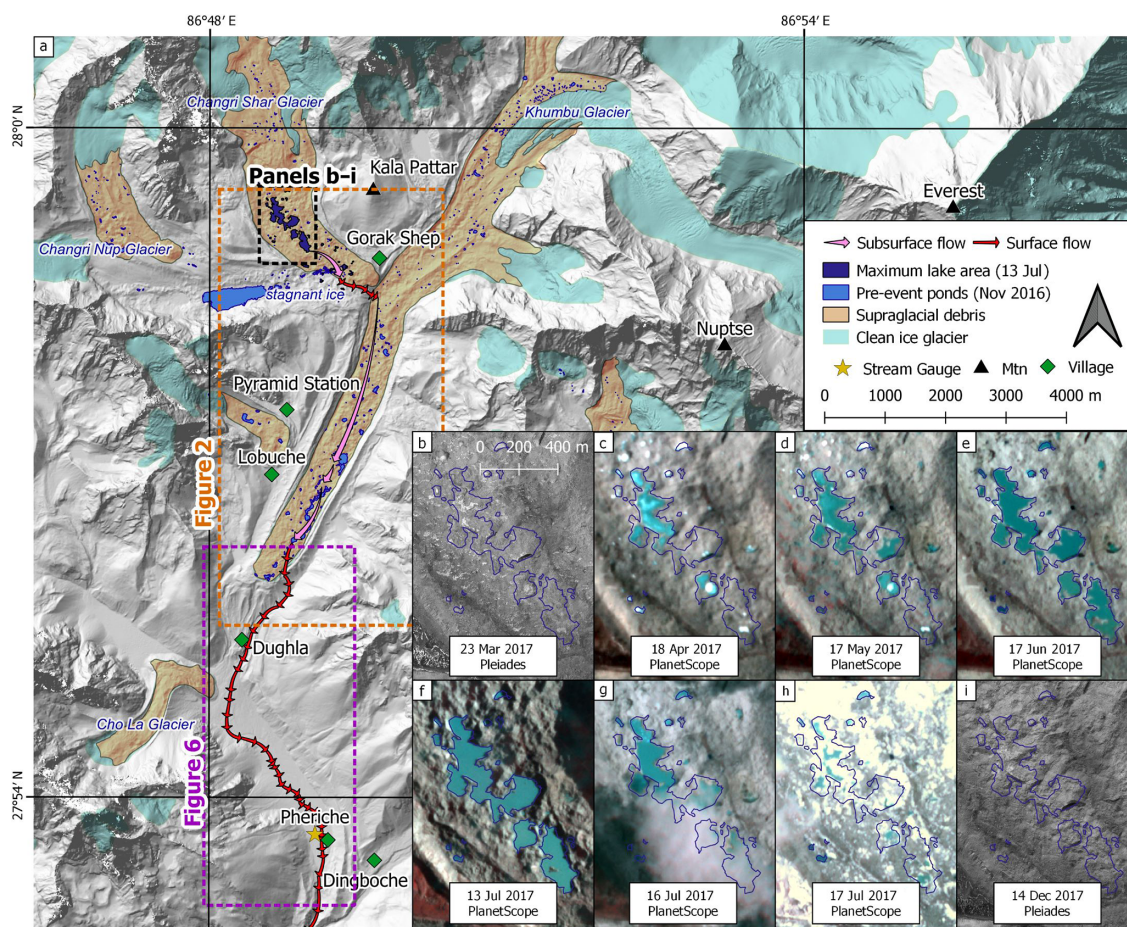 86°48' E
86°54' E
a
Changri Shar Glacier
Khumbu Glacier
28°0' N
Kala Pattar
Panels b–i
Everest
Gorak Shep
Changri Nup Glacier
stagnant ice
Subsurface flow
Surface flow
Maximum lake area (13 Jul)
Pre-event ponds (Nov 2016)
Supraglacial debris
Clean ice glacier
Stream Gauge
Mtn
Village
0 1000 2000 3000 4000 m
Nuptse
Pyramid Station
Lobuche
Figure 2
Dughla
Cho La Glacier
Figure 6
27°54' N
Pheriche
Dingboche
b
0 200 400 m
23 Mar 2017
Pleiades
c
18 Apr 2017
PlanetScope
d
17 May 2017
PlanetScope
e
17 Jun 2017
PlanetScope
f
13 Jul 2017
PlanetScope
g
16 Jul 2017
PlanetScope
h
17 Jul 2017
PlanetScope
i
14 Dec 2017
Pleiades